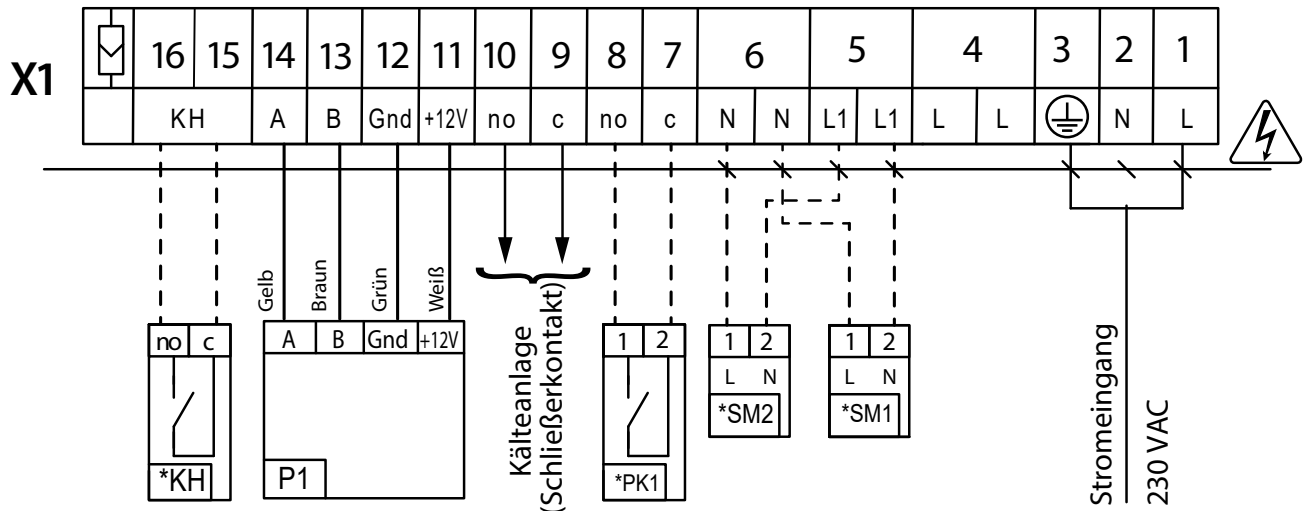 X1
16 15 14 13 12 11 10 9 8 7 6 5 4 3 2 1
KH A B Gnd +12V no c no c N N L1 L1 L L N L
Gelb
Braun
Grün
Weiß
Kälteanlage
(Schließerkontakt)
Stromeingang
230 VAC
no c
*KH
A B Gnd +12V
P1
1 2
*PK1
1 2
L N
*SM2
1 2
L N
*SM1